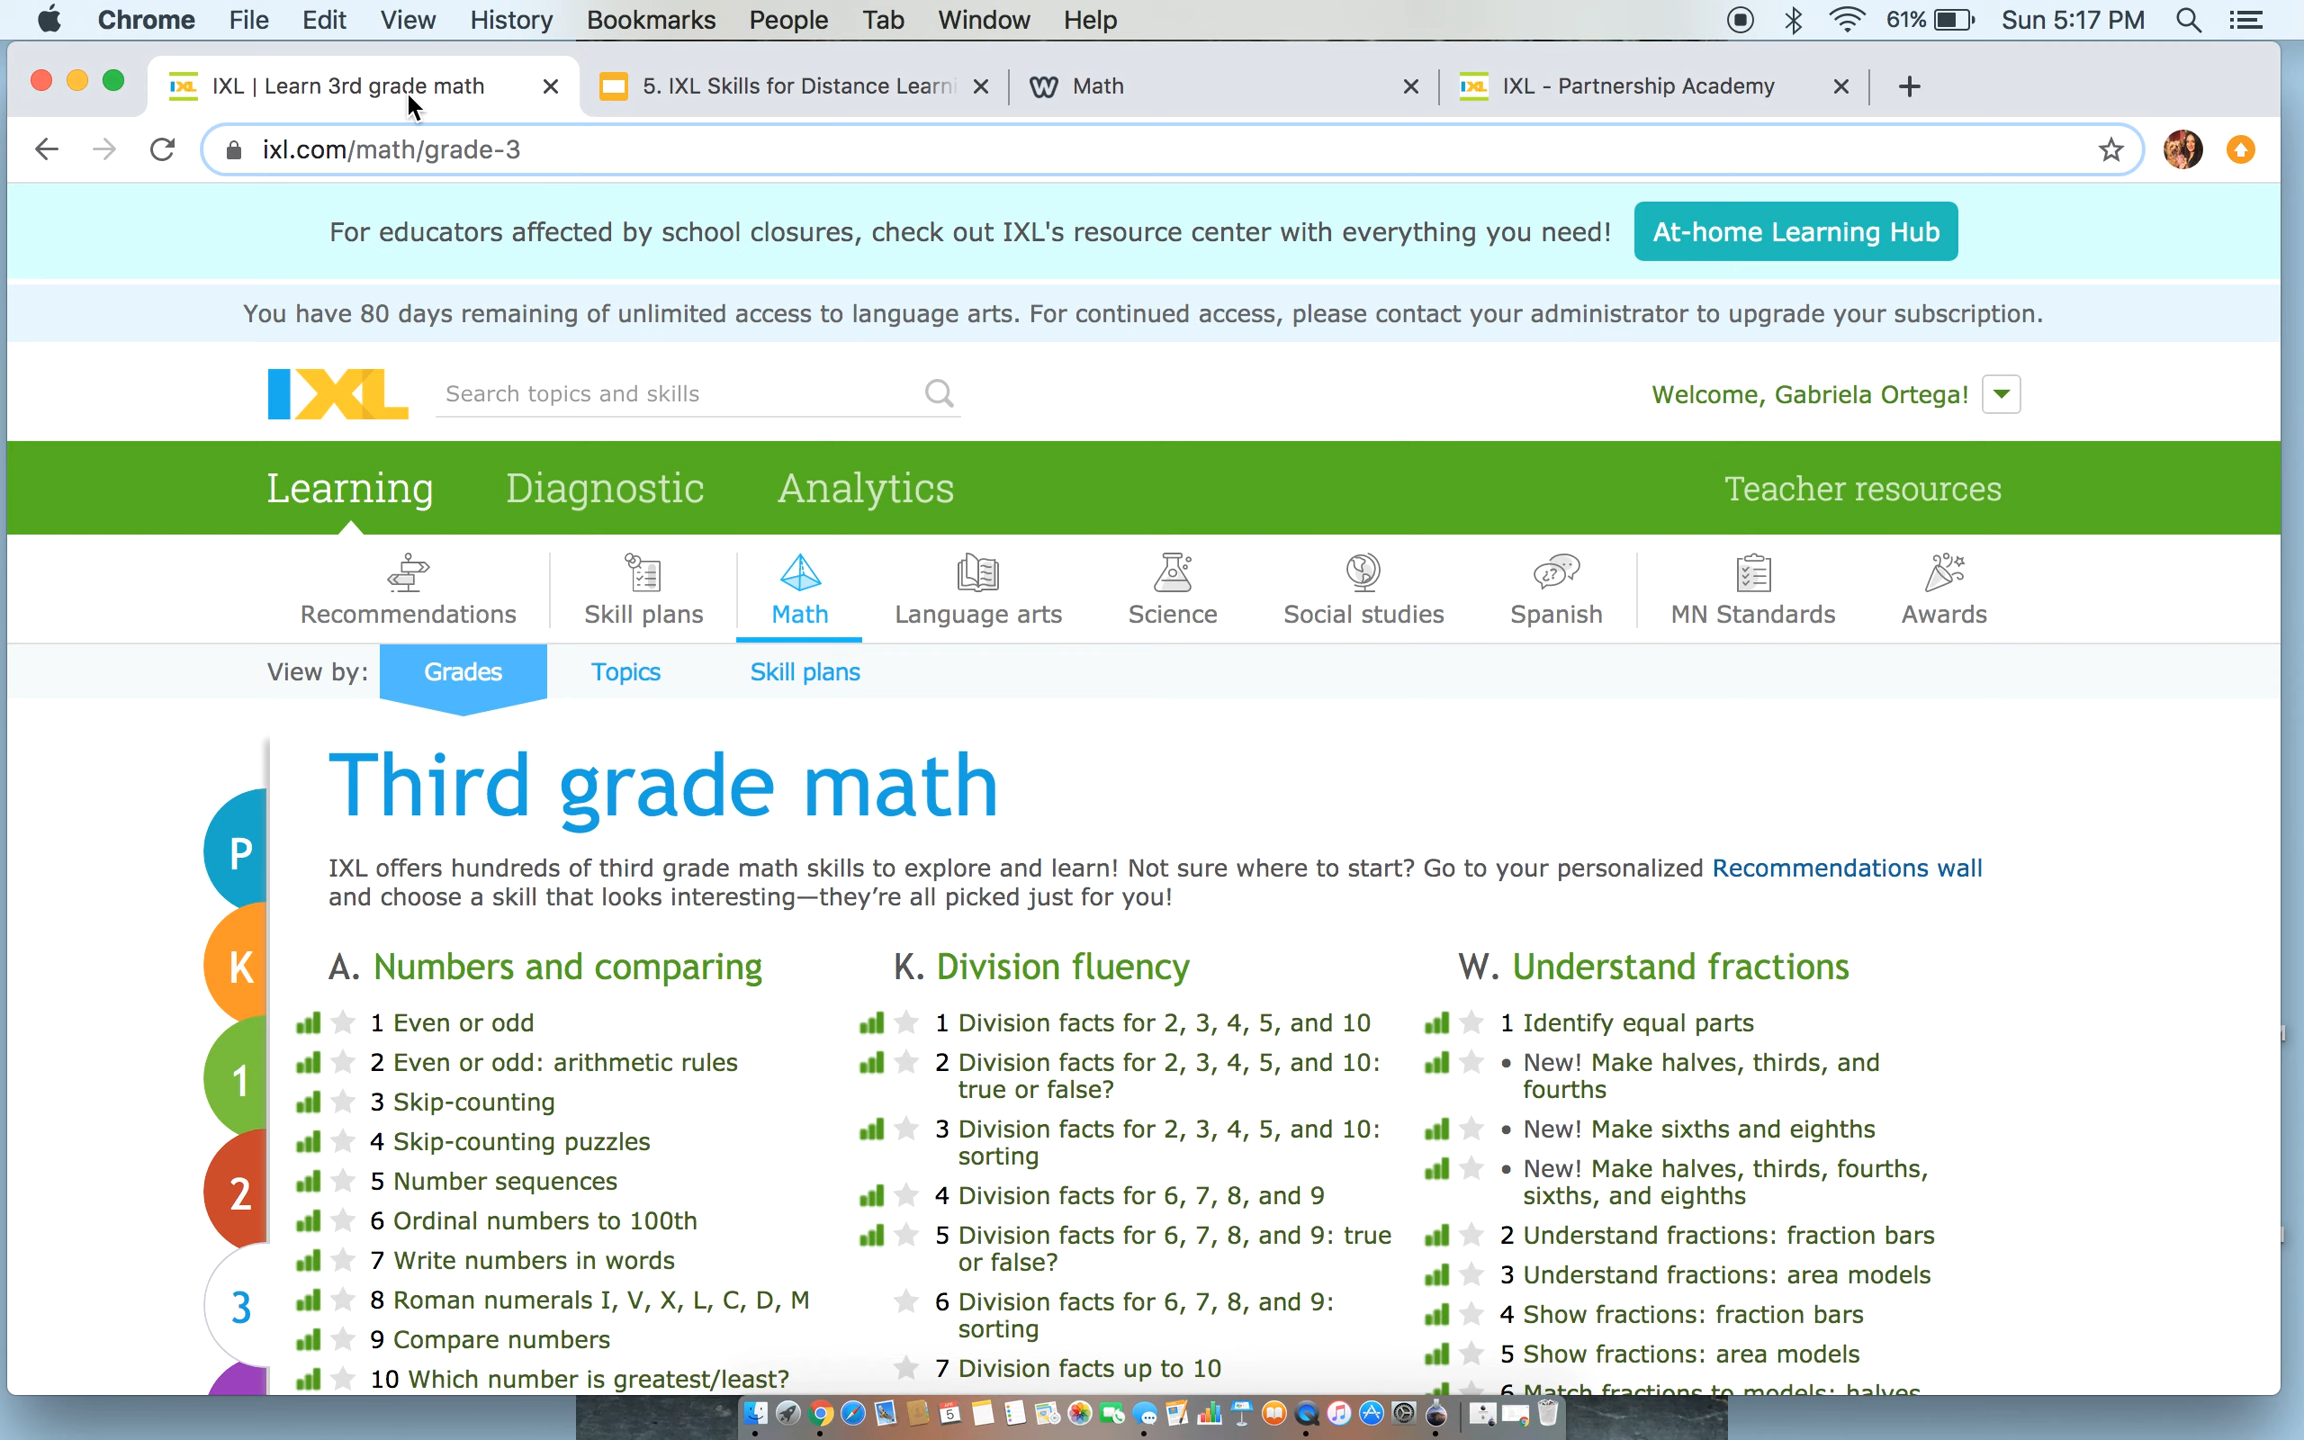 Chrome File Edit View History Bookmarks People Tab Window Help 61% Sun 5:17 PM
IXL | Learn 3rd grade math 5. IXL Skills for Distance Learni Math IXL - Partnership Academy
ixl.com/math/grade-3
For educators affected by school closures, check out IXL's resource center with everything you need! At-home Learning Hub
You have 80 days remaining of unlimited access to language arts. For continued access, please contact your administrator to upgrade your subscription.
IXL Search topics and skills Welcome, Gabriela Ortega!
Learning Diagnostic Analytics Teacher resources
Recommendations Skill plans Math Language arts Science Social studies Spanish MN Standards Awards
View by: Grades Topics Skill plans
Third grade math
IXL offers hundreds of third grade math skills to explore and learn! Not sure where to start? Go to your personalized Recommendations wall
and choose a skill that looks interesting—they're all picked just for you!
P
K
1
2
3
A. Numbers and comparing
1 Even or odd
2 Even or odd: arithmetic rules
3 Skip-counting
4 Skip-counting puzzles
5 Number sequences
6 Ordinal numbers to 100th
7 Write numbers in words
8 Roman numerals I, V, X, L, C, D, M
9 Compare numbers
10 Which number is greatest/least?
K. Division fluency
1 Division facts for 2, 3, 4, 5, and 10
2 Division facts for 2, 3, 4, 5, and 10:
true or false?
3 Division facts for 2, 3, 4, 5, and 10:
sorting
4 Division facts for 6, 7, 8, and 9
5 Division facts for 6, 7, 8, and 9: true
or false?
6 Division facts for 6, 7, 8, and 9:
sorting
7 Division facts up to 10
W. Understand fractions
1 Identify equal parts
• New! Make halves, thirds, and
fourths
• New! Make sixths and eighths
• New! Make halves, thirds, fourths,
sixths, and eighths
2 Understand fractions: fraction bars
3 Understand fractions: area models
4 Show fractions: fraction bars
5 Show fractions: area models
6 Match fractions to models: halves,
5